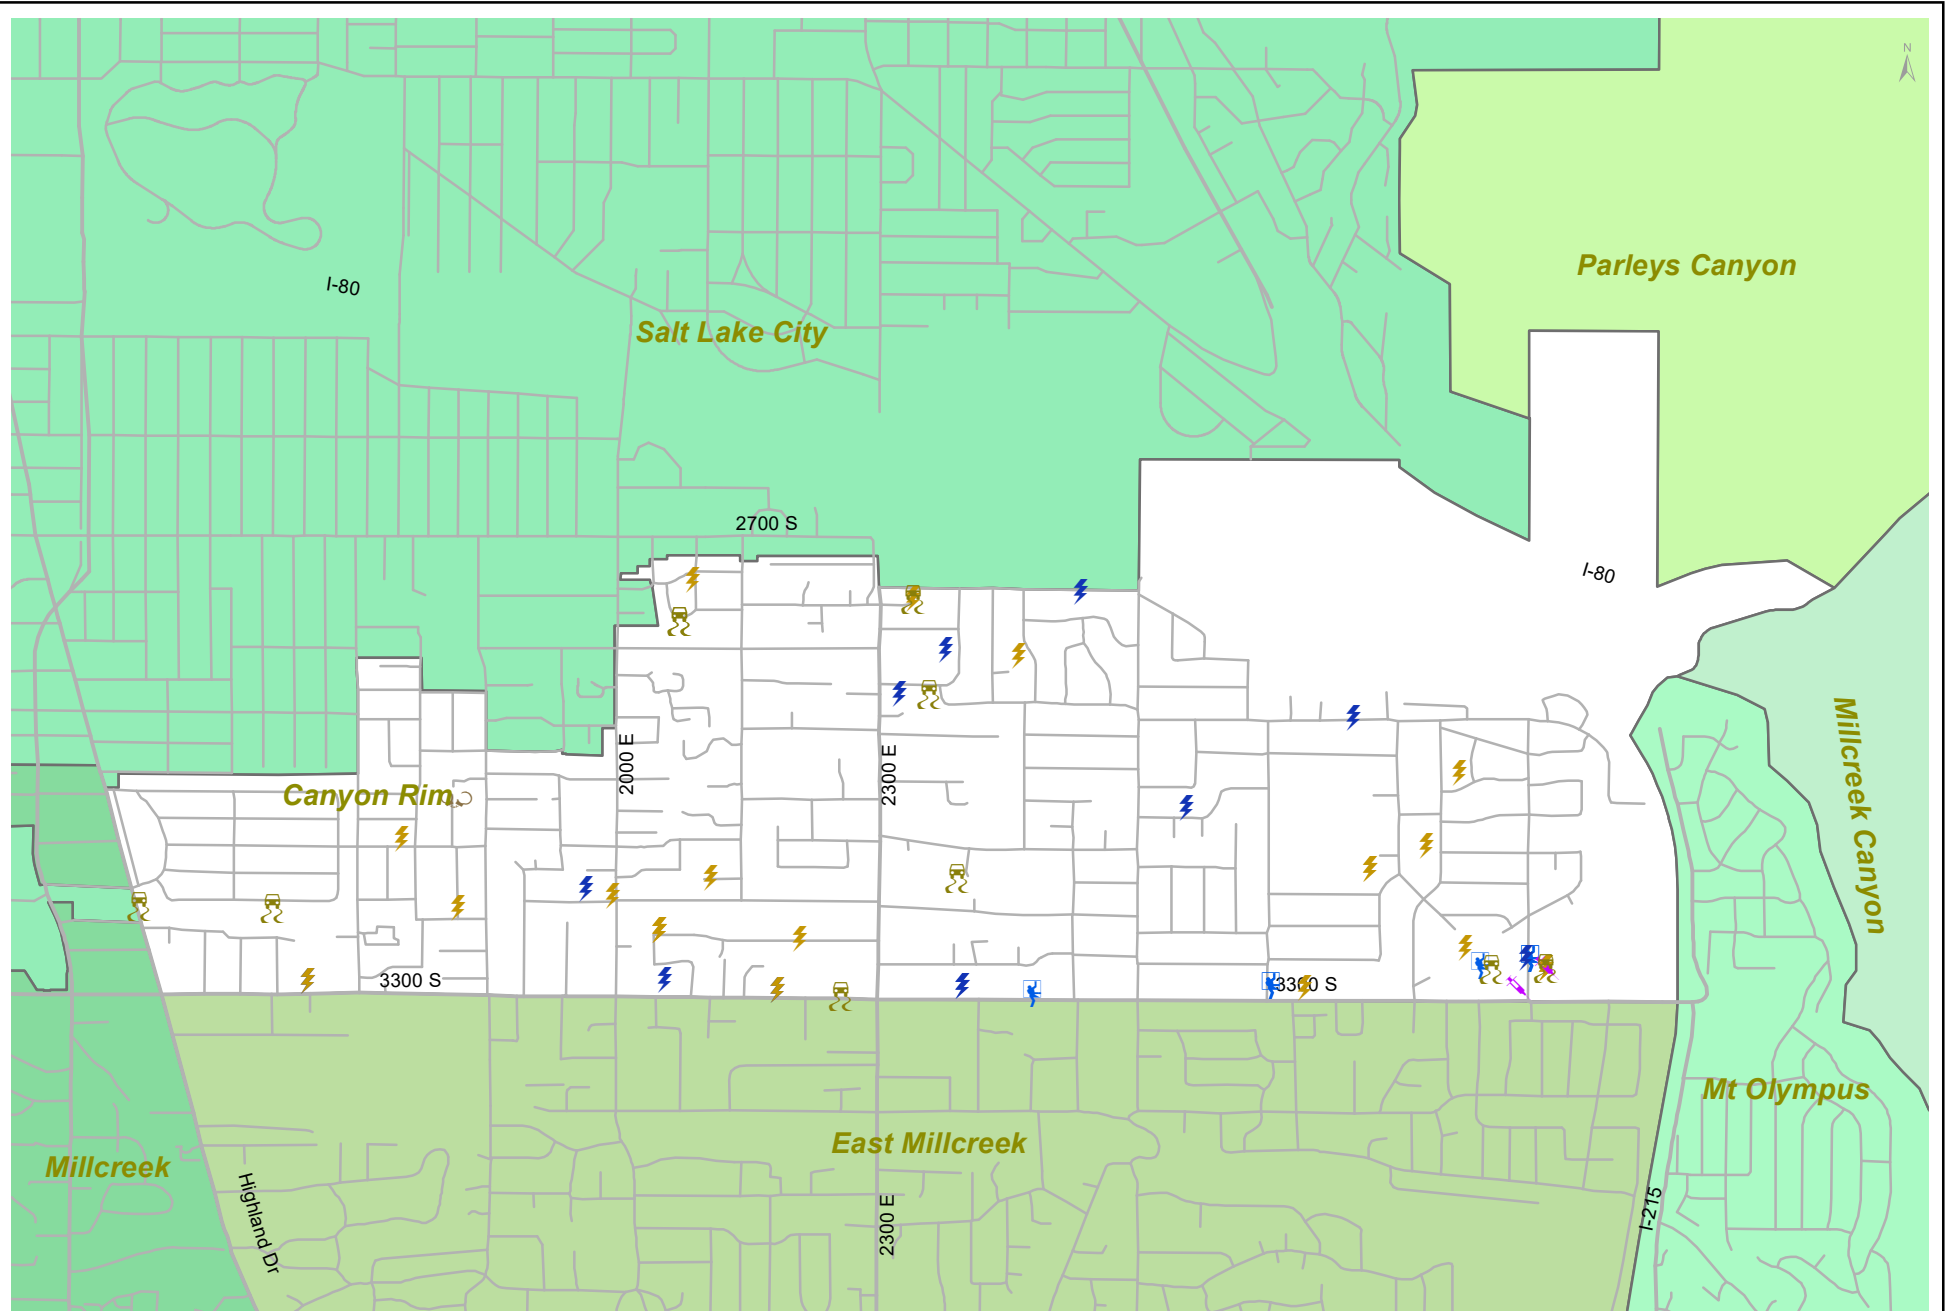 N
Parleys Canyon
I-80
Salt Lake City
2700 S
I-80
Canyon Rim
2000 E
2300 E
Millcreek Canyon
3300 S
3300 S
Mt Olympus
East Millcreek
Millcreek
Highland Dr
2300 E
I-215